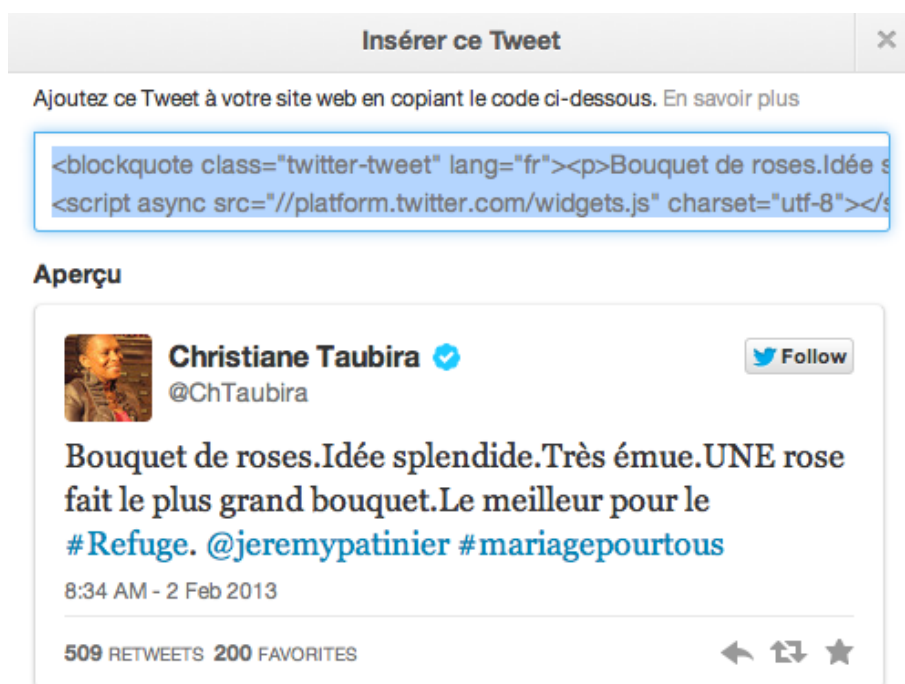 Insérer ce Tweet
Ajoutez ce Tweet à votre site web en copiant le code ci-dessous. En savoir plus
<blockquote class="twitter-tweet" lang="fr"><p>Bouquet de roses.Idée s
<script async src="//platform.twitter.com/widgets.js" charset="utf-8"></s
Aperçu
Christiane Taubira
Follow
@ChTaubira
Bouquet de roses.Idée splendide.Très émue.UNE rose
fait le plus grand bouquet.Le meilleur pour le
#Refuge. @jeremypatinier #mariagepourtous
8:34 AM - 2 Feb 2013
509 RETWEETS 200 FAVORITES